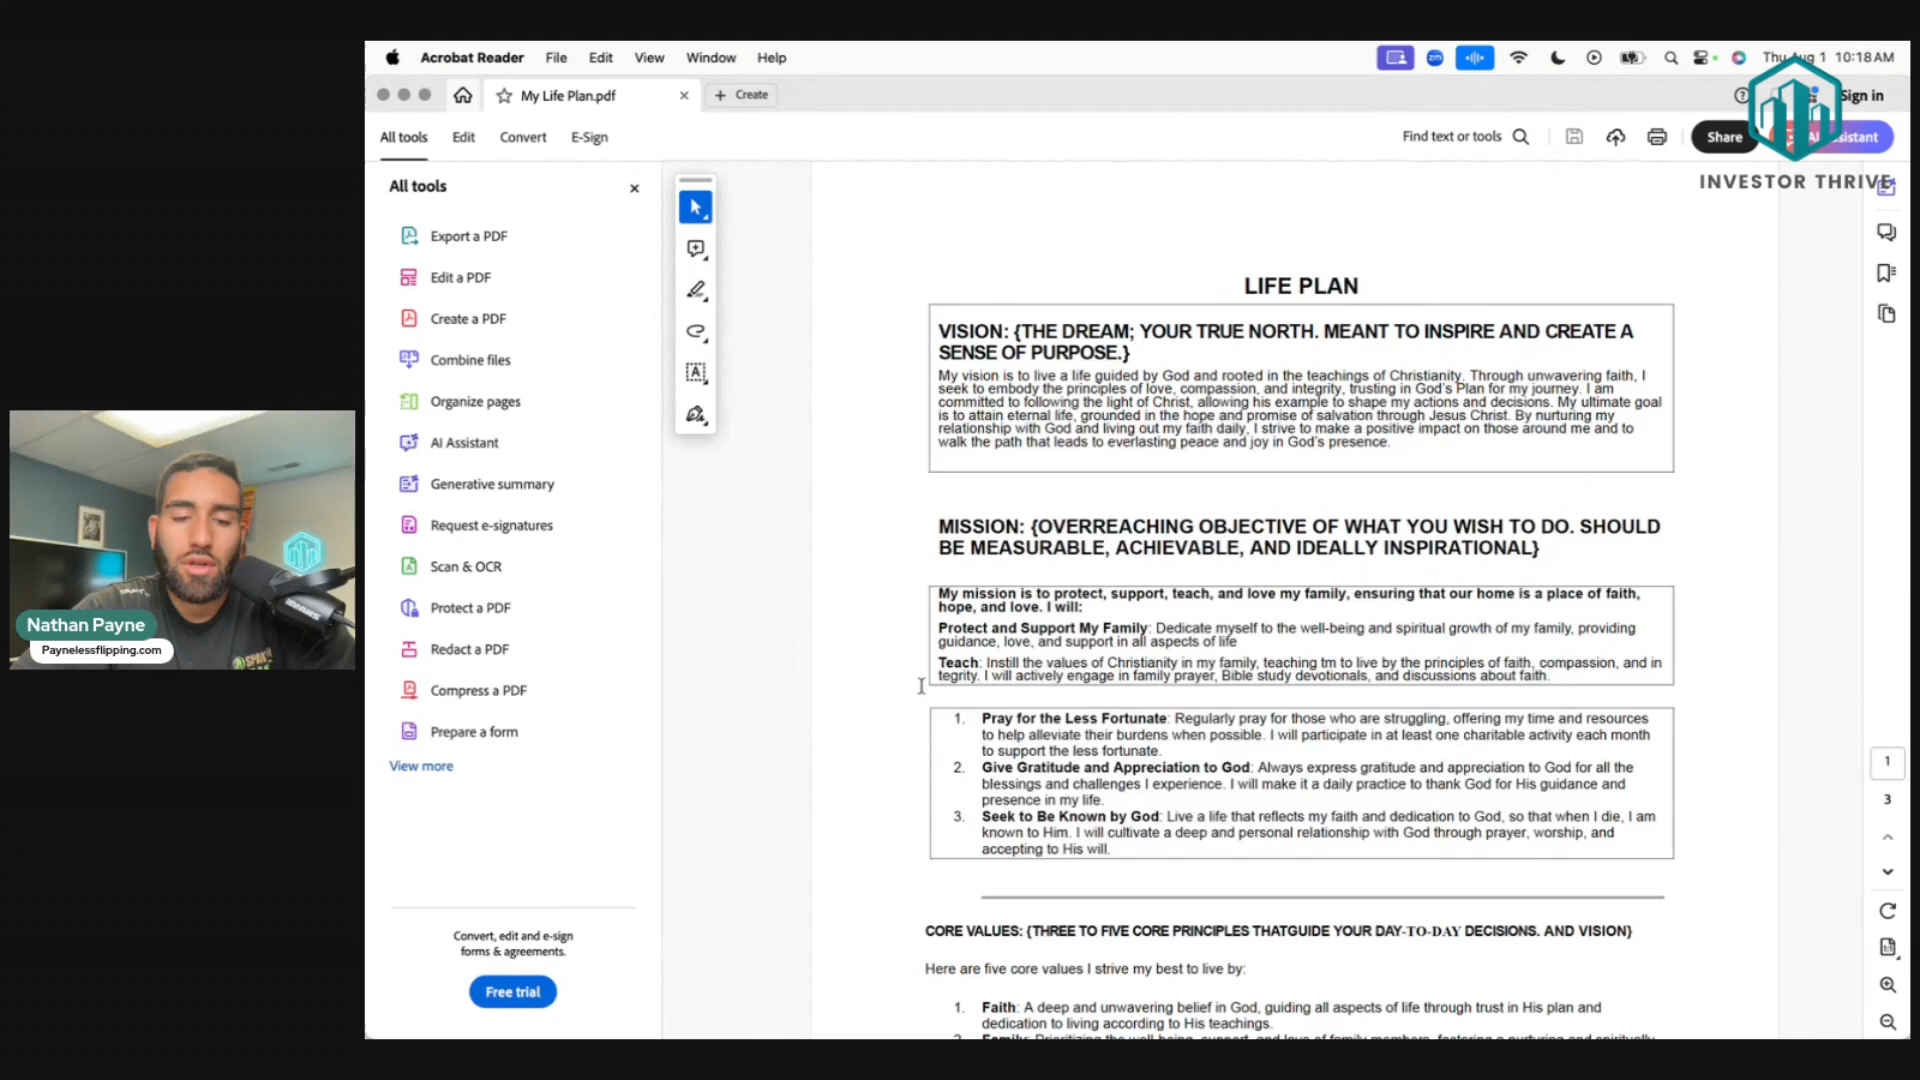 Acrobat Reader File Edit View Window Help
zm
Thu Aug 1 10:18 AM
My Life Plan.pdf
Create
Sign in
All tools Edit Convert E-Sign
Find text or tools
Share
INVESTOR THRIVE
All tools
Export a PDF
Edit a PDF
Create a PDF
Combine files
Organize pages
AI Assistant
Generative summary
Request e-signatures
Scan & OCR
Protect a PDF
Redact a PDF
Compress a PDF
Prepare a form
View more
Convert, edit and e-sign
forms & agreements.
Free trial
Nathan Payne
Paynelessflipping.com
LIFE PLAN
VISION: {THE DREAM; YOUR TRUE NORTH. MEANT TO INSPIRE AND CREATE A
SENSE OF PURPOSE.}
My vision is to live a life guided by God and rooted in the teachings of Christianity. Through unwavering faith, I
seek to embody the principles of love, compassion, and integrity, trusting in God's Plan for my journey. I am
committed to following the light of Christ, allowing his example to shape my actions and decisions. My ultimate goal
is to attain eternal life, grounded in the hope and promise of salvation through Jesus Christ. By nurturing my
relationship with God and living out my faith daily, I strive to make a positive impact on those around me and to
walk the path that leads to everlasting peace and joy in God's presence.
MISSION: {OVERREACHING OBJECTIVE OF WHAT YOU WISH TO DO. SHOULD
BE MEASURABLE, ACHIEVABLE, AND IDEALLY INSPIRATIONAL}
My mission is to protect, support, teach, and love my family, ensuring that our home is a place of faith,
hope, and love. I will:
Protect and Support My Family: Dedicate myself to the well-being and spiritual growth of my family, providing
guidance, love, and support in all aspects of life
Teach: Instill the values of Christianity in my family, teaching tm to live by the principles of faith, compassion, and in
tegrity. I will actively engage in family prayer, Bible study devotionals, and discussions about faith.
1. Pray for the Less Fortunate: Regularly pray for those who are struggling, offering my time and resources
to help alleviate their burdens when possible. I will participate in at least one charitable activity each month
to support the less fortunate.
2. Give Gratitude and Appreciation to God: Always express gratitude and appreciation to God for all the
blessings and challenges I experience. I will make it a daily practice to thank God for His guidance and
presence in my life.
3. Seek to Be Known by God: Live a life that reflects my faith and dedication to God, so that when I die, I am
known to Him. I will cultivate a deep and personal relationship with God through prayer, worship, and
accepting to His will.
CORE VALUES: {THREE TO FIVE CORE PRINCIPLES THATGUIDE YOUR DAY-TO-DAY DECISIONS. AND VISION}
Here are five core values I strive my best to live by:
1. Faith: A deep and unwavering belief in God, guiding all aspects of life through trust in His plan and
dedication to living according to His teachings.
1
3